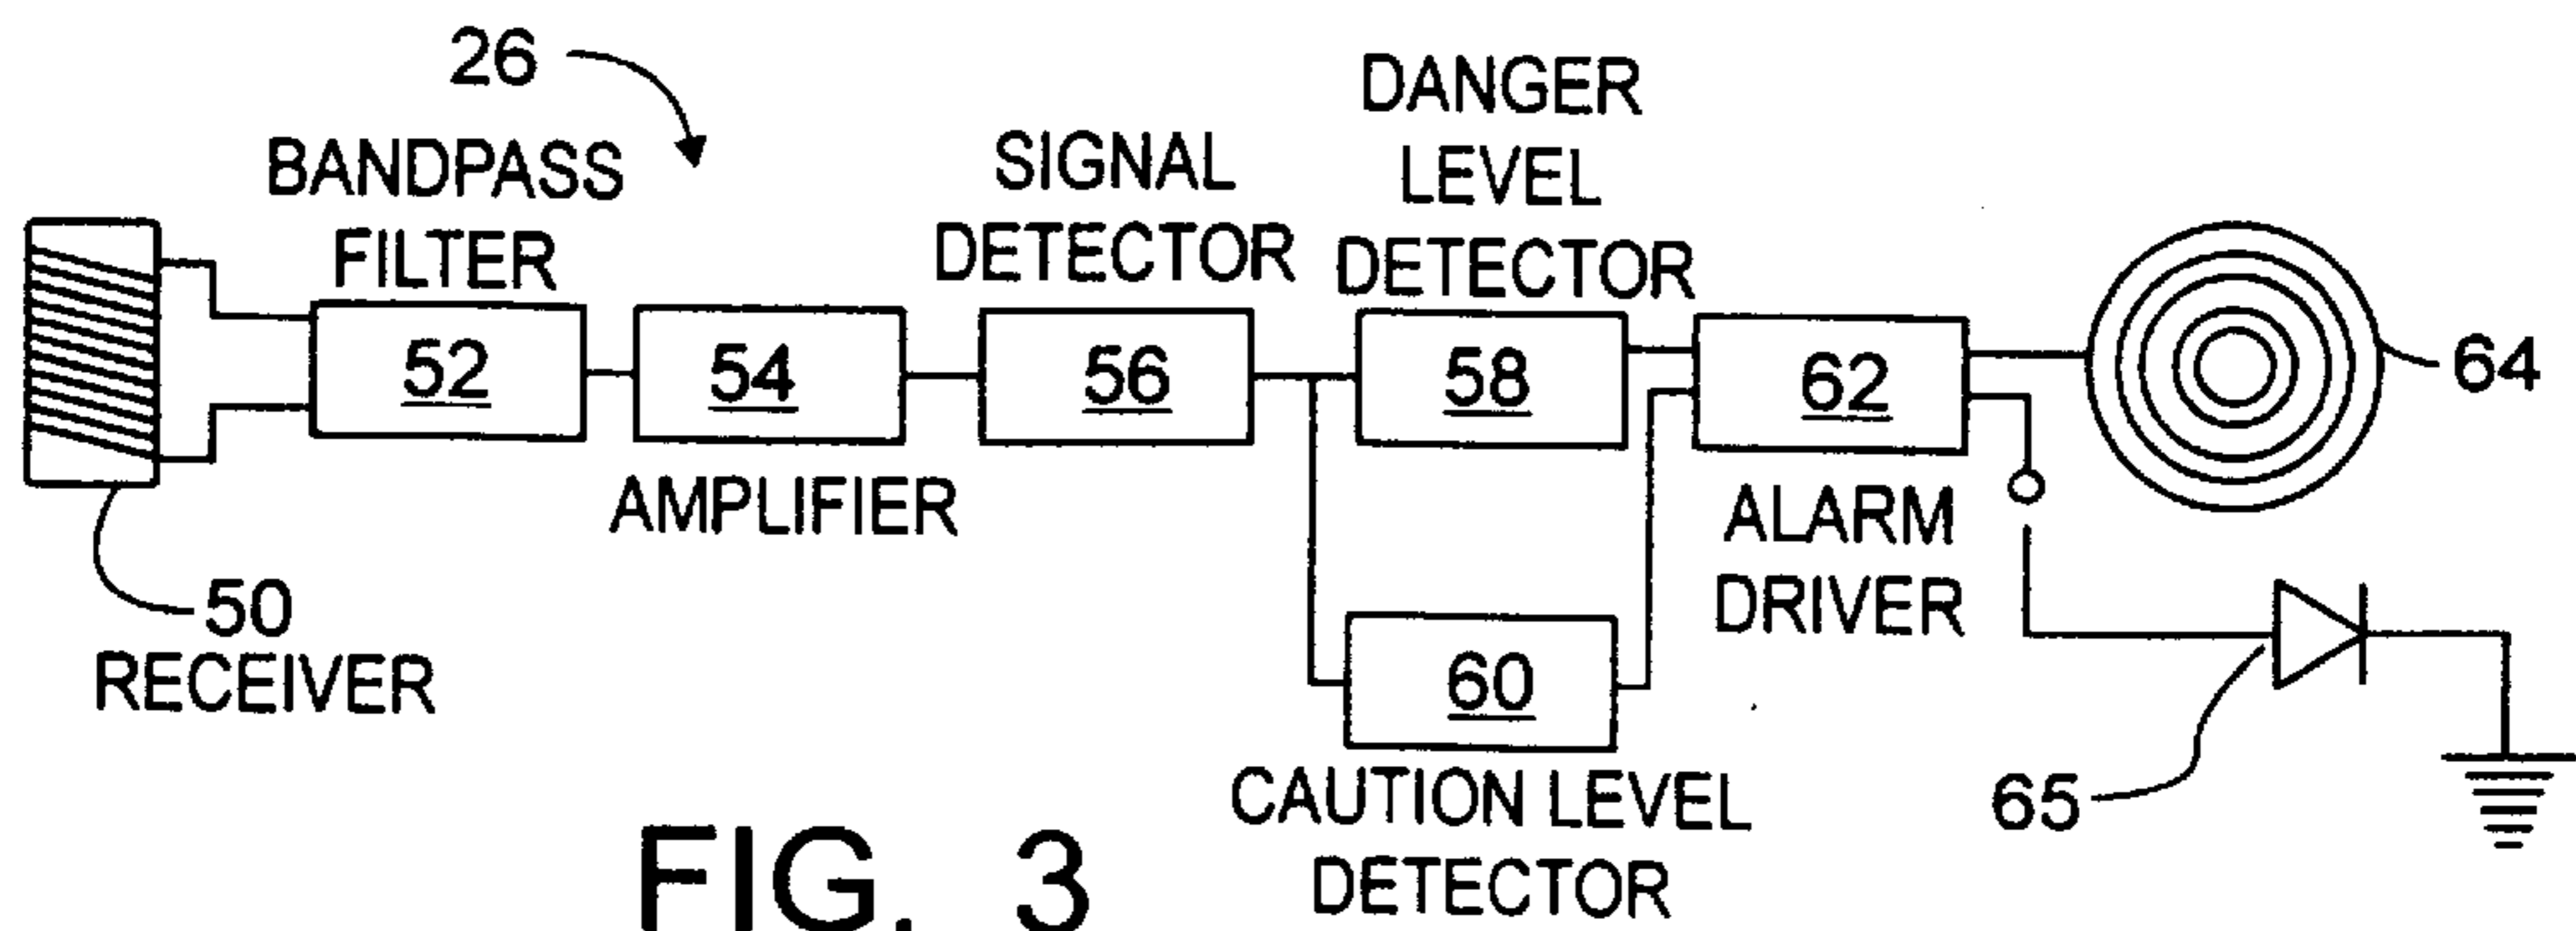 26
BANDPASS
FILTER
SIGNAL
DETECTOR
DANGER
LEVEL
DETECTOR
52
54
56
58
62
64
AMPLIFIER
ALARM
DRIVER
50
RECEIVER
60
65
CAUTION LEVEL
DETECTOR
FIG. 3